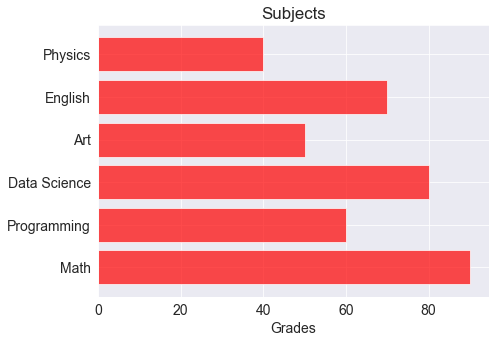 Subjects
Physics
English
Art
Data Science
Programming
Math
0 20 40 60 80
Grades